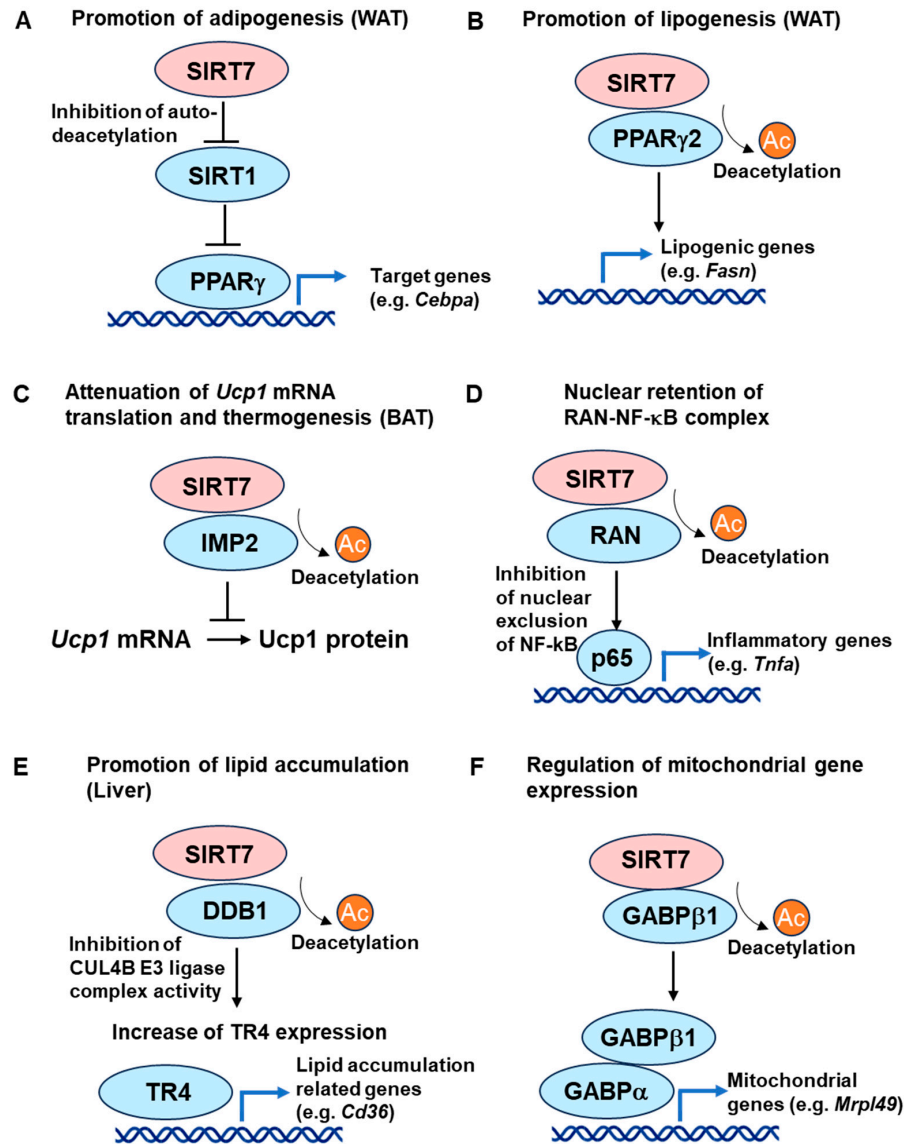 A Promotion of adipogenesis (WAT)
SIRT7
Inhibition of auto-
deacetylation
SIRT1
PPARγ
Target genes
(e.g. Cebpa)
B Promotion of lipogenesis (WAT)
SIRT7
PPARγ2
Ac
Deacetylation
Lipogenic genes
(e.g. Fasn)
C Attenuation of Ucp1 mRNA
translation and thermogenesis (BAT)
SIRT7
IMP2
Ac
Deacetylation
Ucp1 mRNA Ucp1 protein
D Nuclear retention of
RAN-NF-κB complex
SIRT7
RAN
Ac
Deacetylation
Inhibition
of nuclear
exclusion
of NF-kB
p65
Inflammatory genes
(e.g. Tnfa)
E Promotion of lipid accumulation
(Liver)
SIRT7
DDB1
Ac
Deacetylation
Inhibition of
CUL4B E3 ligase
complex activity
Increase of TR4 expression
TR4
Lipid accumulation
related genes
(e.g. Cd36)
F Regulation of mitochondrial gene
expression
SIRT7
GABPβ1
Ac
Deacetylation
GABPβ1
GABPα
Mitochondrial
genes (e.g. Mrpl49)